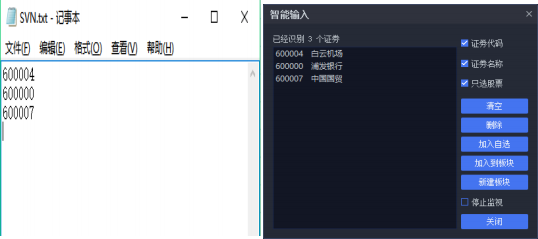 SVN.txt - 记事本
文件(F) 编辑(E) 格式(O) 查看(V) 帮助(H)
600004
600000
600007
智能输入
已经识别 3 个证券
600004 白云机场
600000 浦发银行
600007 中国国贸
证券代码
证券名称
只选股票
清空
删除
加入自选
加入到板块
新建板块
停止监视
关闭